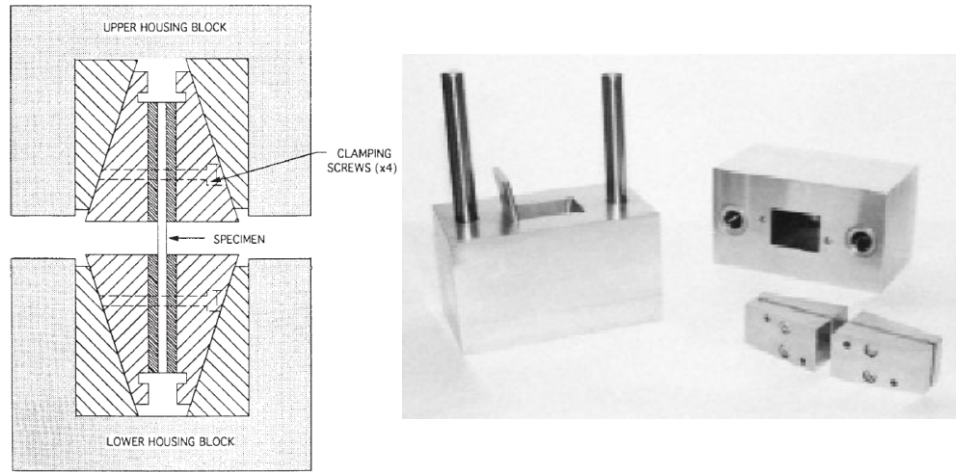 UPPER HOUSING BLOCK
CLAMPING
SCREWS (x4)
SPECIMEN
LOWER HOUSING BLOCK